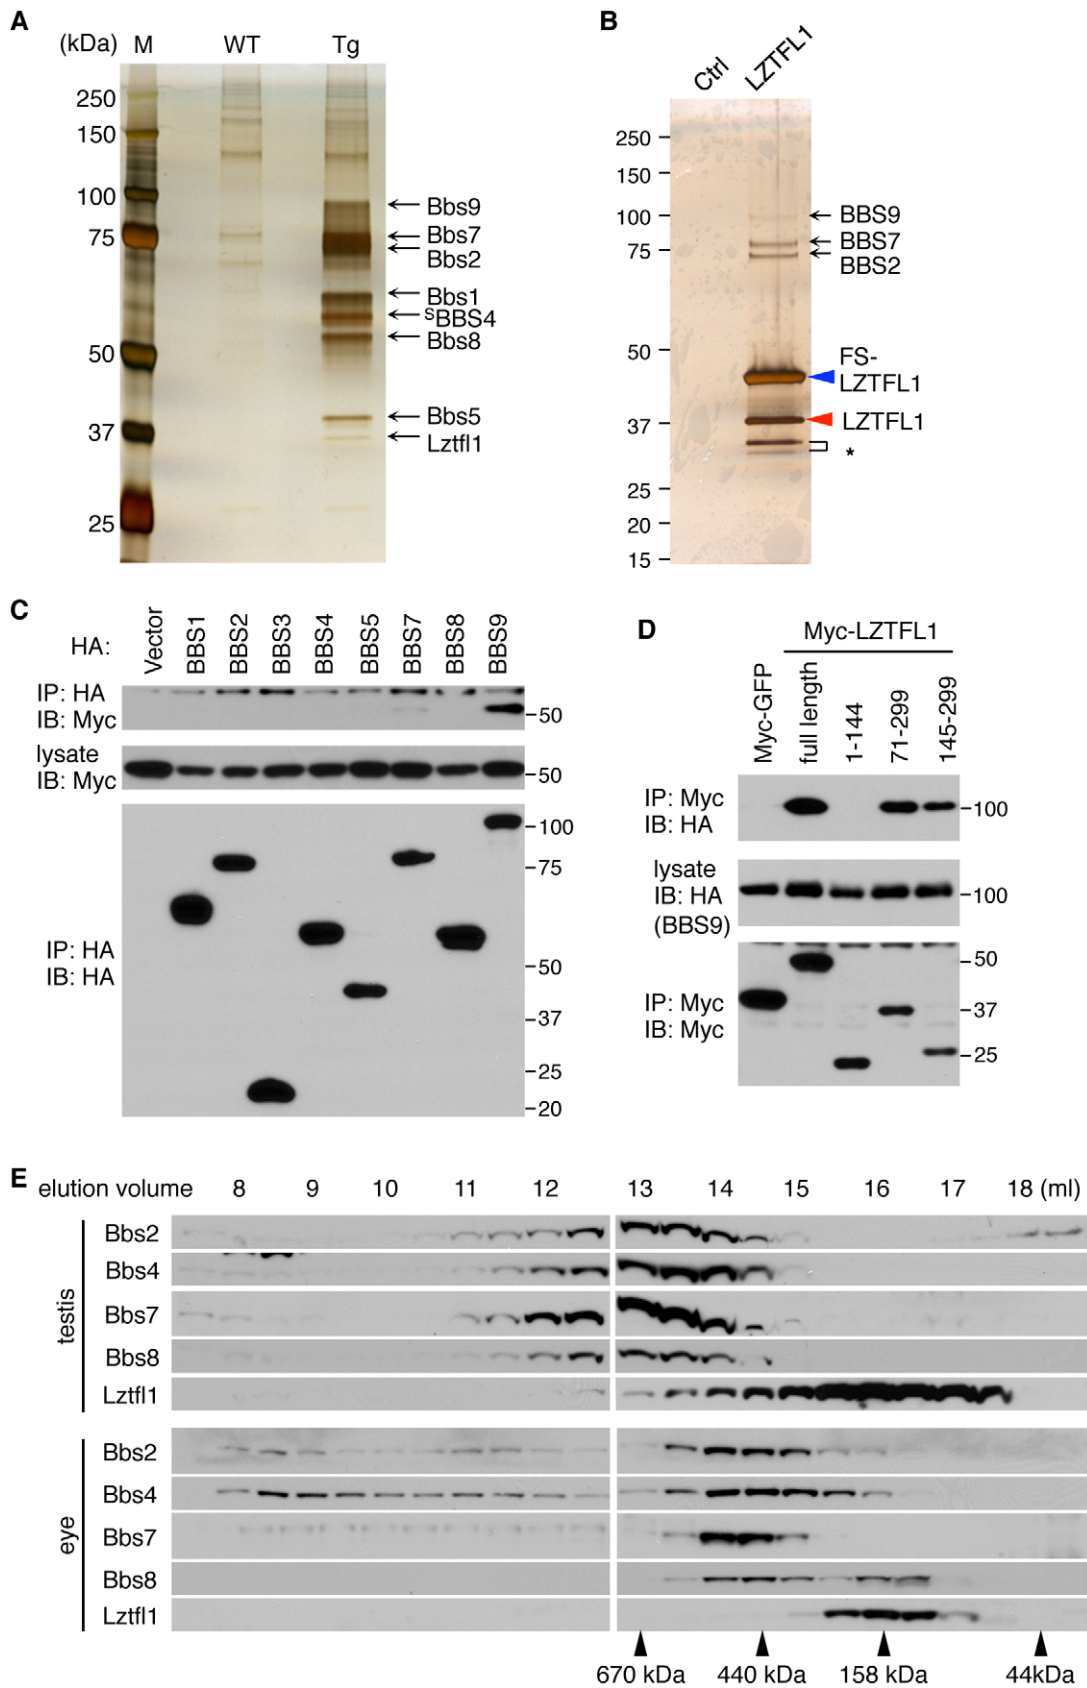 A
(kDa) M WT Tg
250
150
100
75
50
37
25
Bbs9
Bbs7
Bbs2
Bbs1
sBBS4
Bbs8
Bbs5
Lztfl1
B
Ctrl LZTFL1
250
150
100
75
50
37
25
20
15
BBS9
BBS7
BBS2
FS-
LZTFL1
LZTFL1
*
C
HA: Vector BBS1 BBS2 BBS3 BBS4 BBS5 BBS7 BBS8 BBS9
IP: HA
IB: Myc
50
lysate
IB: Myc
50
IP: HA
IB: HA
100
75
50
37
25
20
D
Myc-LZTFL1
Myc-GFP full length 1-144 71-299 145-299
IP: Myc
IB: HA
100
lysate
IB: HA
(BBS9)
100
IP: Myc
IB: Myc
50
37
25
E
elution volume 8 9 10 11 12 13 14 15 16 17 18 (ml)
testis
Bbs2
Bbs4
Bbs7
Bbs8
Lztfl1
eye
Bbs2
Bbs4
Bbs7
Bbs8
Lztfl1
670 kDa 440 kDa 158 kDa 44kDa